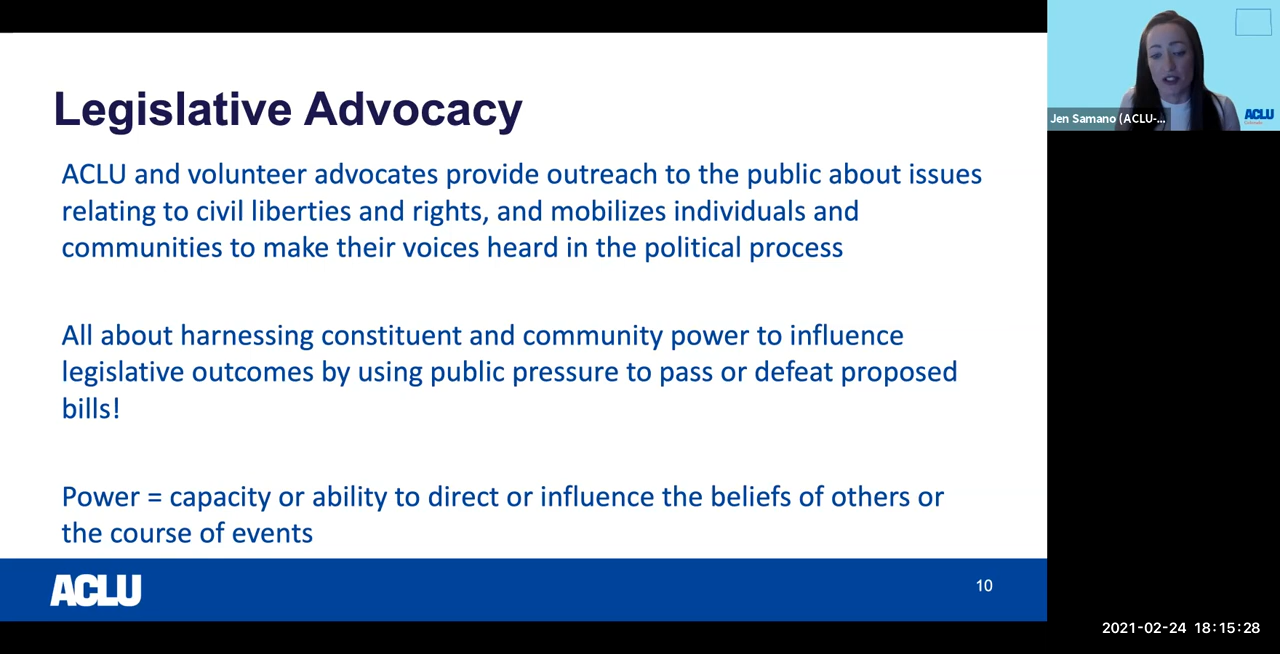 Legislative Advocacy
ACLU and volunteer advocates provide outreach to the public about issues
relating to civil liberties and rights, and mobilizes individuals and
communities to make their voices heard in the political process
All about harnessing constituent and community power to influence
legislative outcomes by using public pressure to pass or defeat proposed
bills!
Power = capacity or ability to direct or influence the beliefs of others or
the course of events
ACLU
10
Jen Samano (ACLU-...
ACLU
2021-02-24 18:15:28